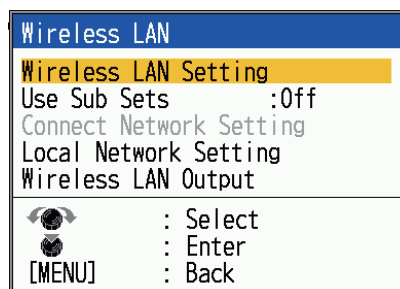 Wireless LAN
Wireless LAN Setting
Use Sub Sets :Off
Connect Network Setting
Local Network Setting
Wireless LAN Output
: Select
: Enter
[MENU] : Back